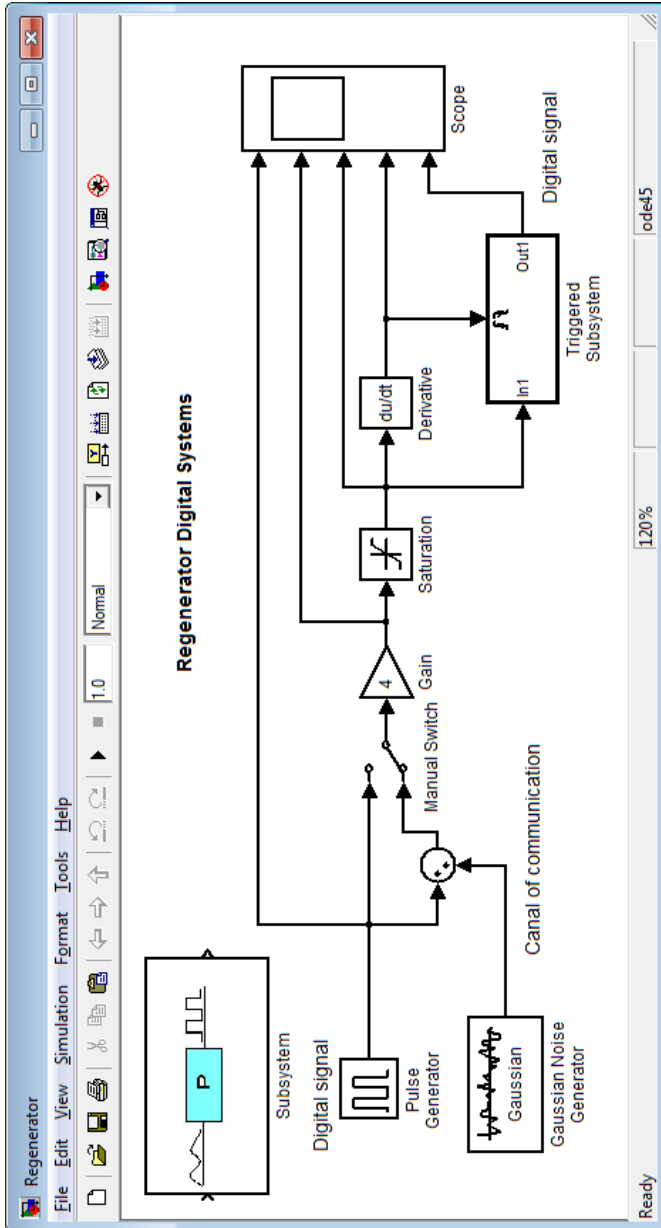 Regenerator
File Edit View Simulation Format Tools Help
1.0
Normal
Regenerator Digital Systems
P
Subsystem
Digital signal
Pulse
Generator
Gaussian
Gaussian Noise
Generator
Canal of communication
Manual Switch
4
Gain
Saturation
du/dt
Derivative
In1
Out1
Triggered
Subsystem
Digital signal
Scope
Ready
120%
ode45